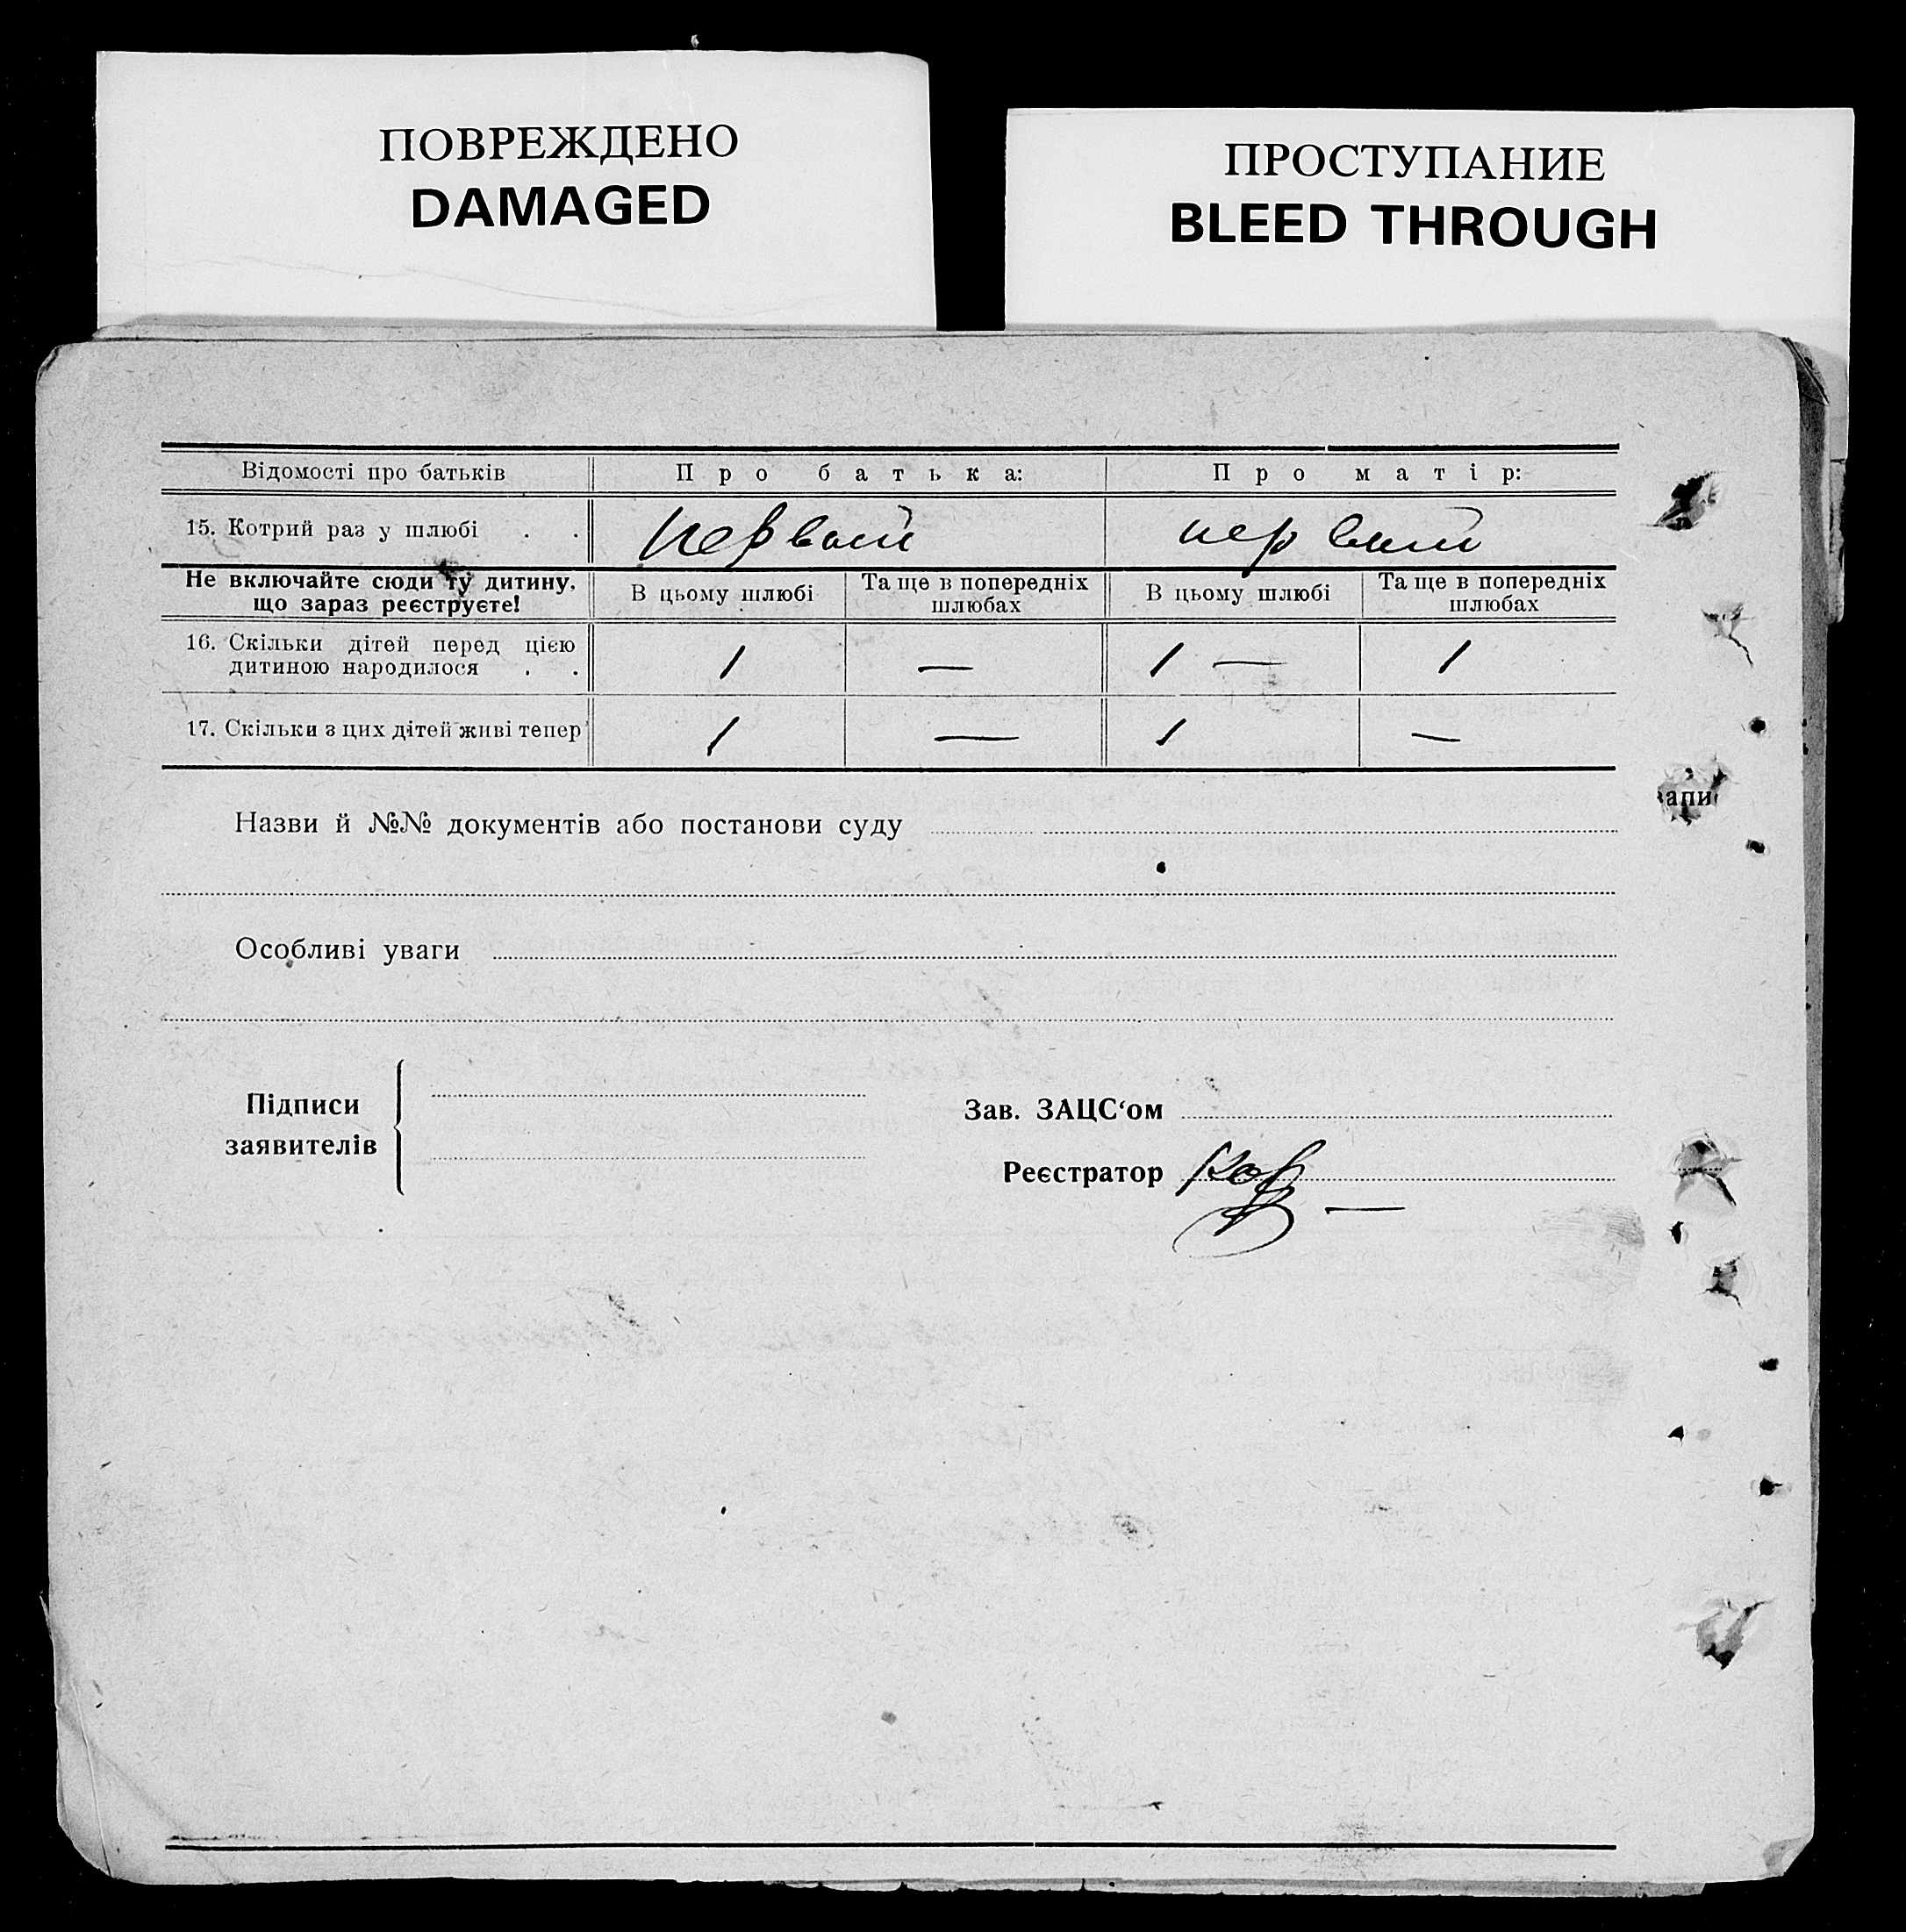 ПОВРЕЖДЕНО
DAMAGED
ПРОСТУПАНИЕ
BLEED THROUGH
Відомості про батьків Про батька: Про матір:
15. Котрий раз у шлюбі . . первый первый
Не включайте сюди ту дитину, що зараз реєструєте! В цьому шлюбі Та ще в попередніх шлюбах В цьому шлюбі Та ще в попередніх шлюбах
16. Скільки дітей перед цією
дитиною народилося . . 1 — 1 — 1
17. Скільки з цих дітей живі тепер 1 — 1 —
апи
Назви й №№ документів або постанови суду
Особливі уваги
Підписи
заявителів
Зав. ЗАЦС‘ом
Реєстратор